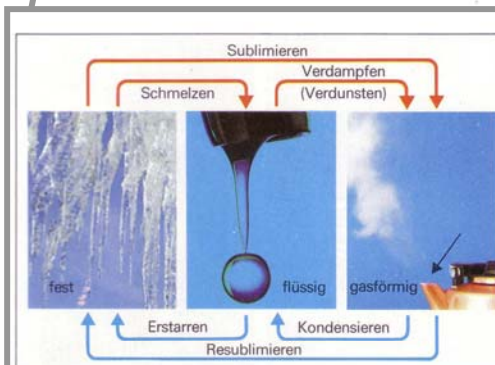 Sublimieren
Verdampfen
Schmelzen
(Verdunsten)
fest
flüssig
gasförmig
Erstarren
Kondensieren
Resublimieren